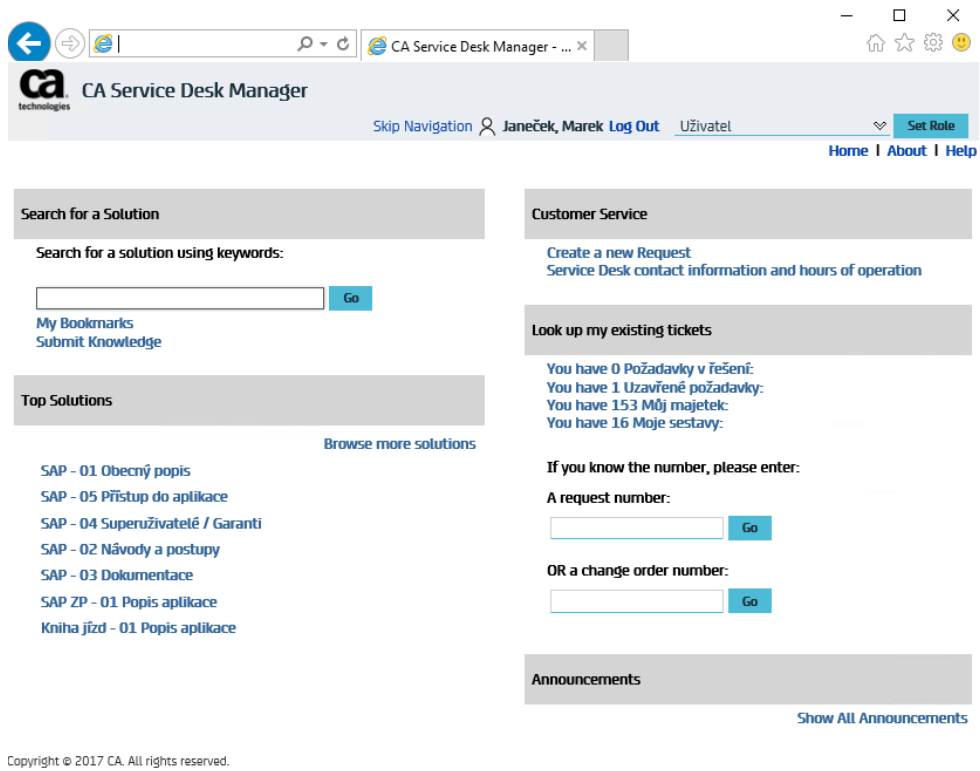 CA Service Desk Manager - ...
ca
technologies
CA Service Desk Manager
Skip Navigation Janeček, Marek Log Out Uživatel Set Role
Home | About | Help
Search for a Solution
Search for a solution using keywords:
Go
My Bookmarks
Submit Knowledge
Top Solutions
Browse more solutions
SAP - 01 Obecný popis
SAP - 05 Přístup do aplikace
SAP - 04 Superuživatelé / Garanti
SAP - 02 Návody a postupy
SAP - 03 Dokumentace
SAP ZP - 01 Popis aplikace
Kniha jízd - 01 Popis aplikace
Customer Service
Create a new Request
Service Desk contact information and hours of operation
Look up my existing tickets
You have 0 Požadavky v řešení:
You have 1 Uzavřené požadavky:
You have 153 Můj majetek:
You have 16 Moje sestavy:
If you know the number, please enter:
A request number:
Go
OR a change order number:
Go
Announcements
Show All Announcements
Copyright © 2017 CA. All rights reserved.